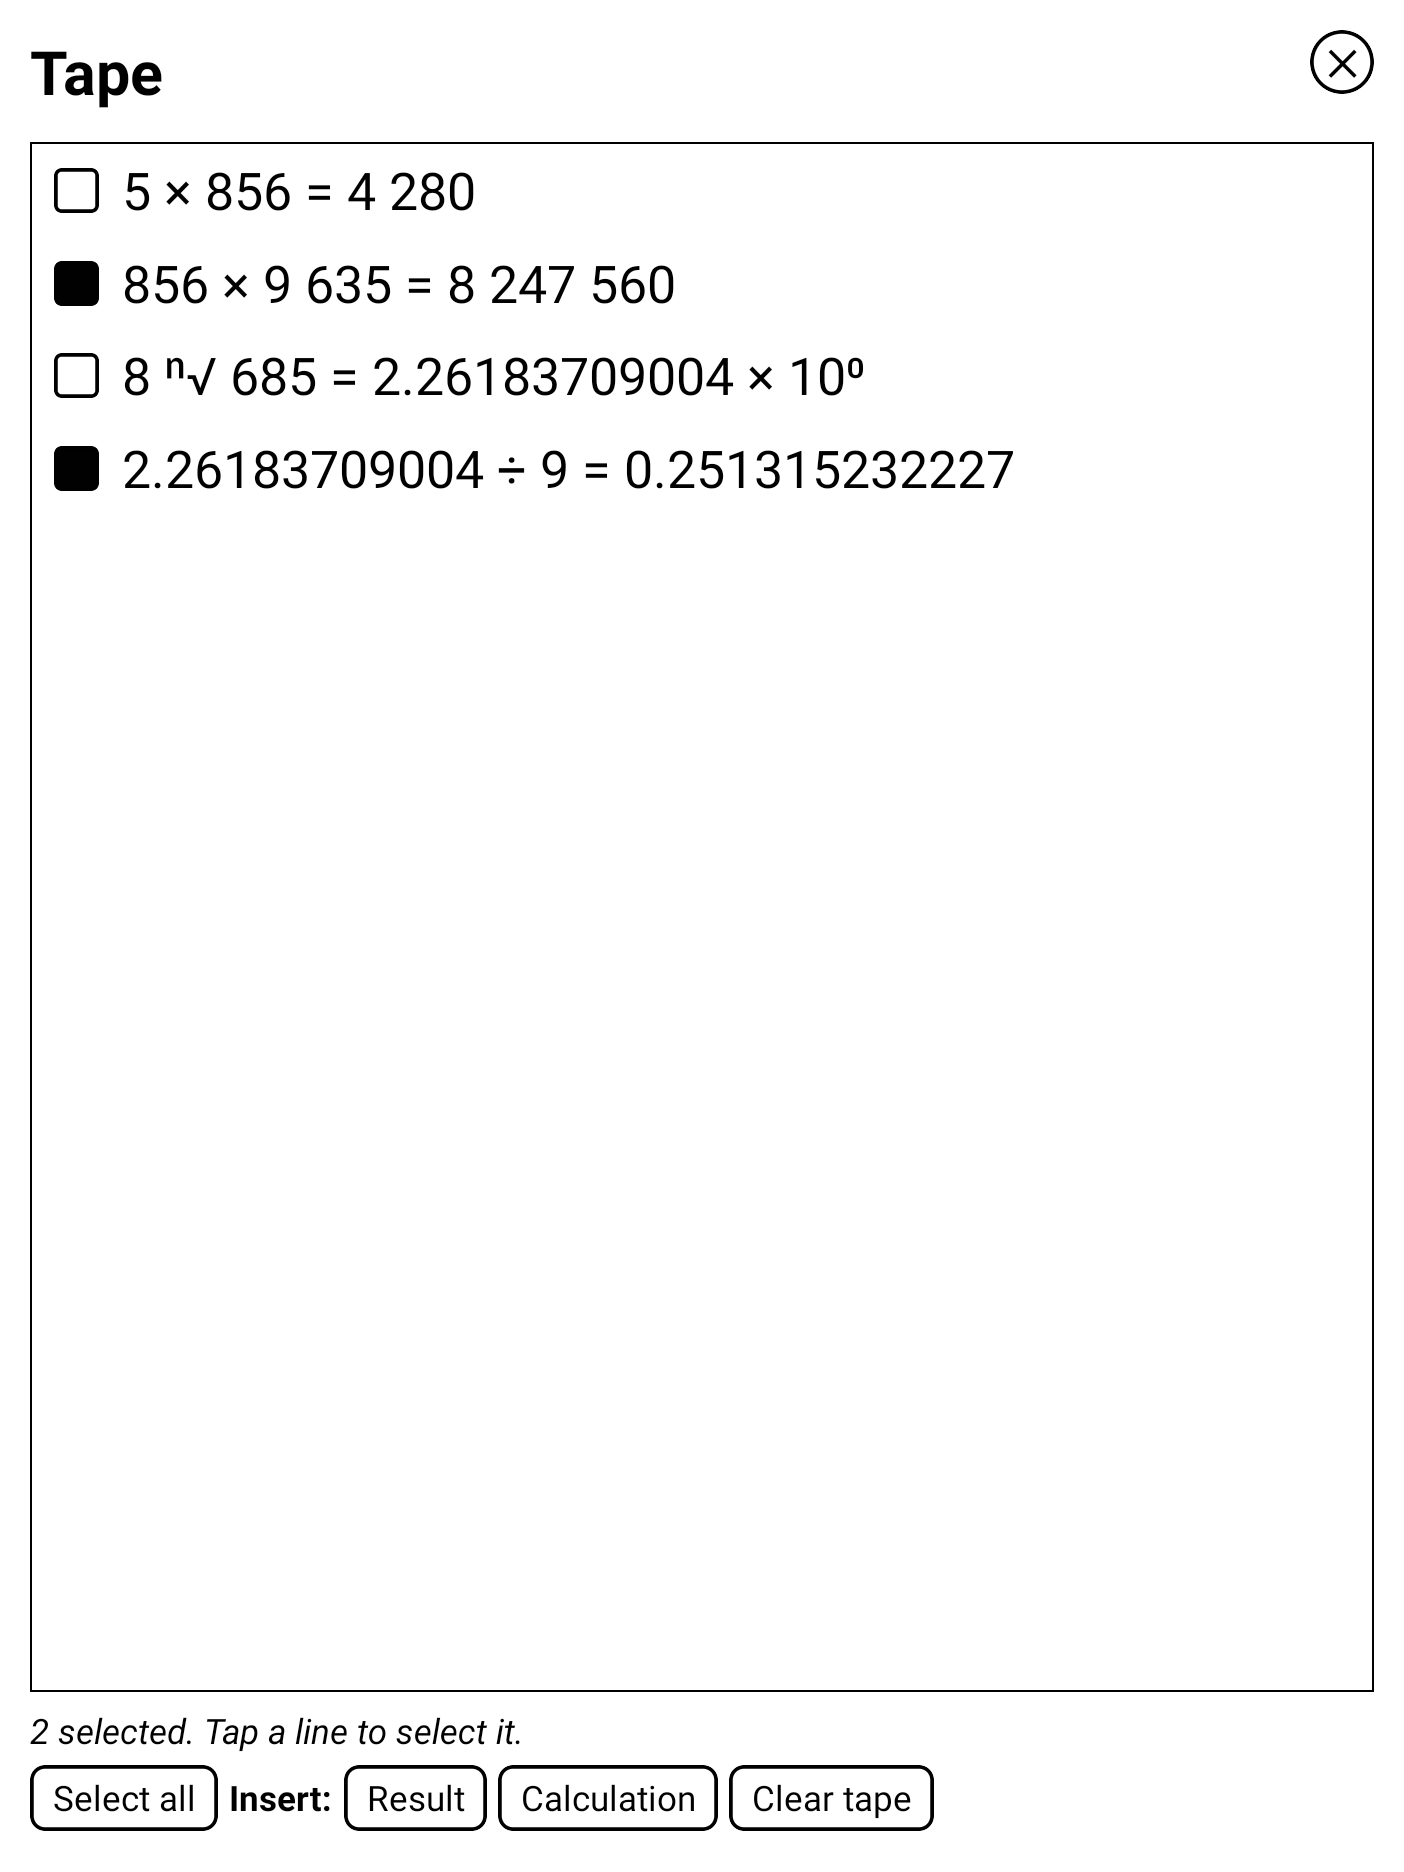 Tape
5 × 856 = 4 280
856 × 9 635 = 8 247 560
8 ⁿ√ 685 = 2.26183709004 × 10⁰
2.26183709004 ÷ 9 = 0.251315232227
2 selected. Tap a line to select it.
Select all Insert: Result Calculation Clear tape